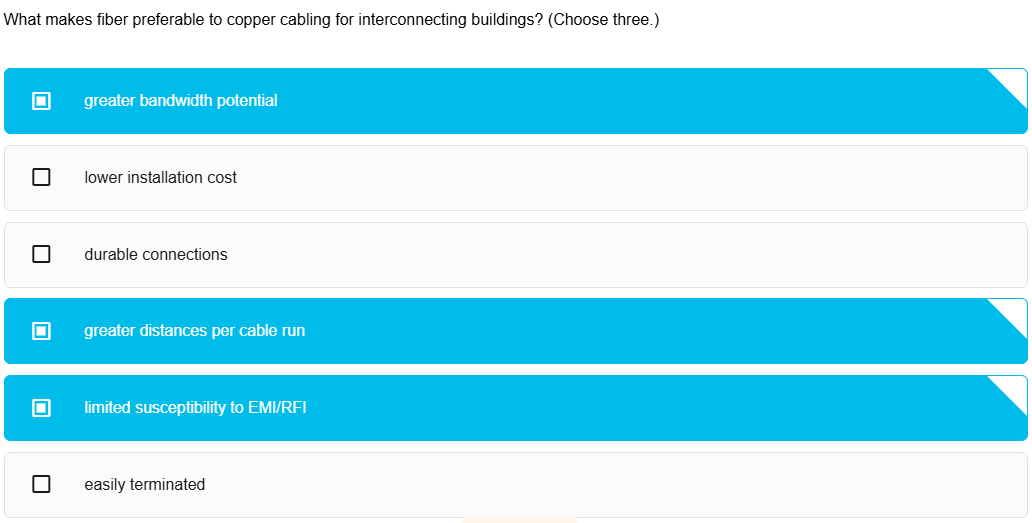 What makes fiber preferable to copper cabling for interconnecting buildings? (Choose three.)
greater bandwidth potential
lower installation cost
durable connections
greater distances per cable run
limited susceptibility to EMI/RFI
easily terminated